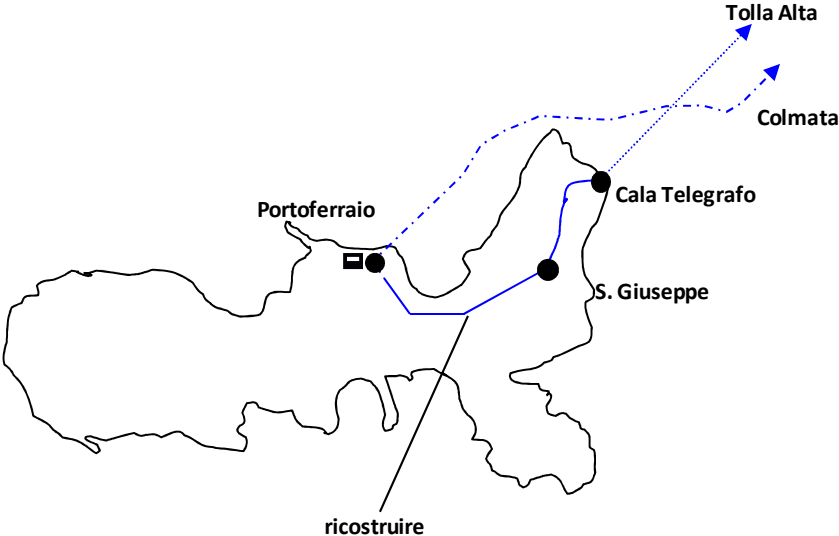 Tolla Alta
Colmata
Cala Telegrafo
Portoferraio
S. Giuseppe
ricostruire